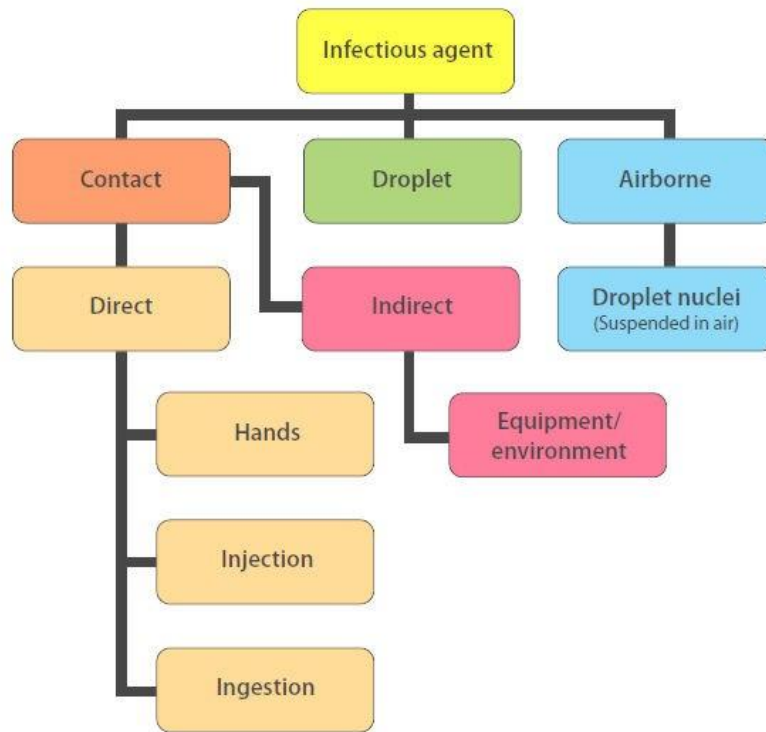 Infectious agent
Contact
Droplet
Airborne
Direct
Indirect
Droplet nuclei
(Suspended in air)
Hands
Equipment/
environment
Injection
Ingestion